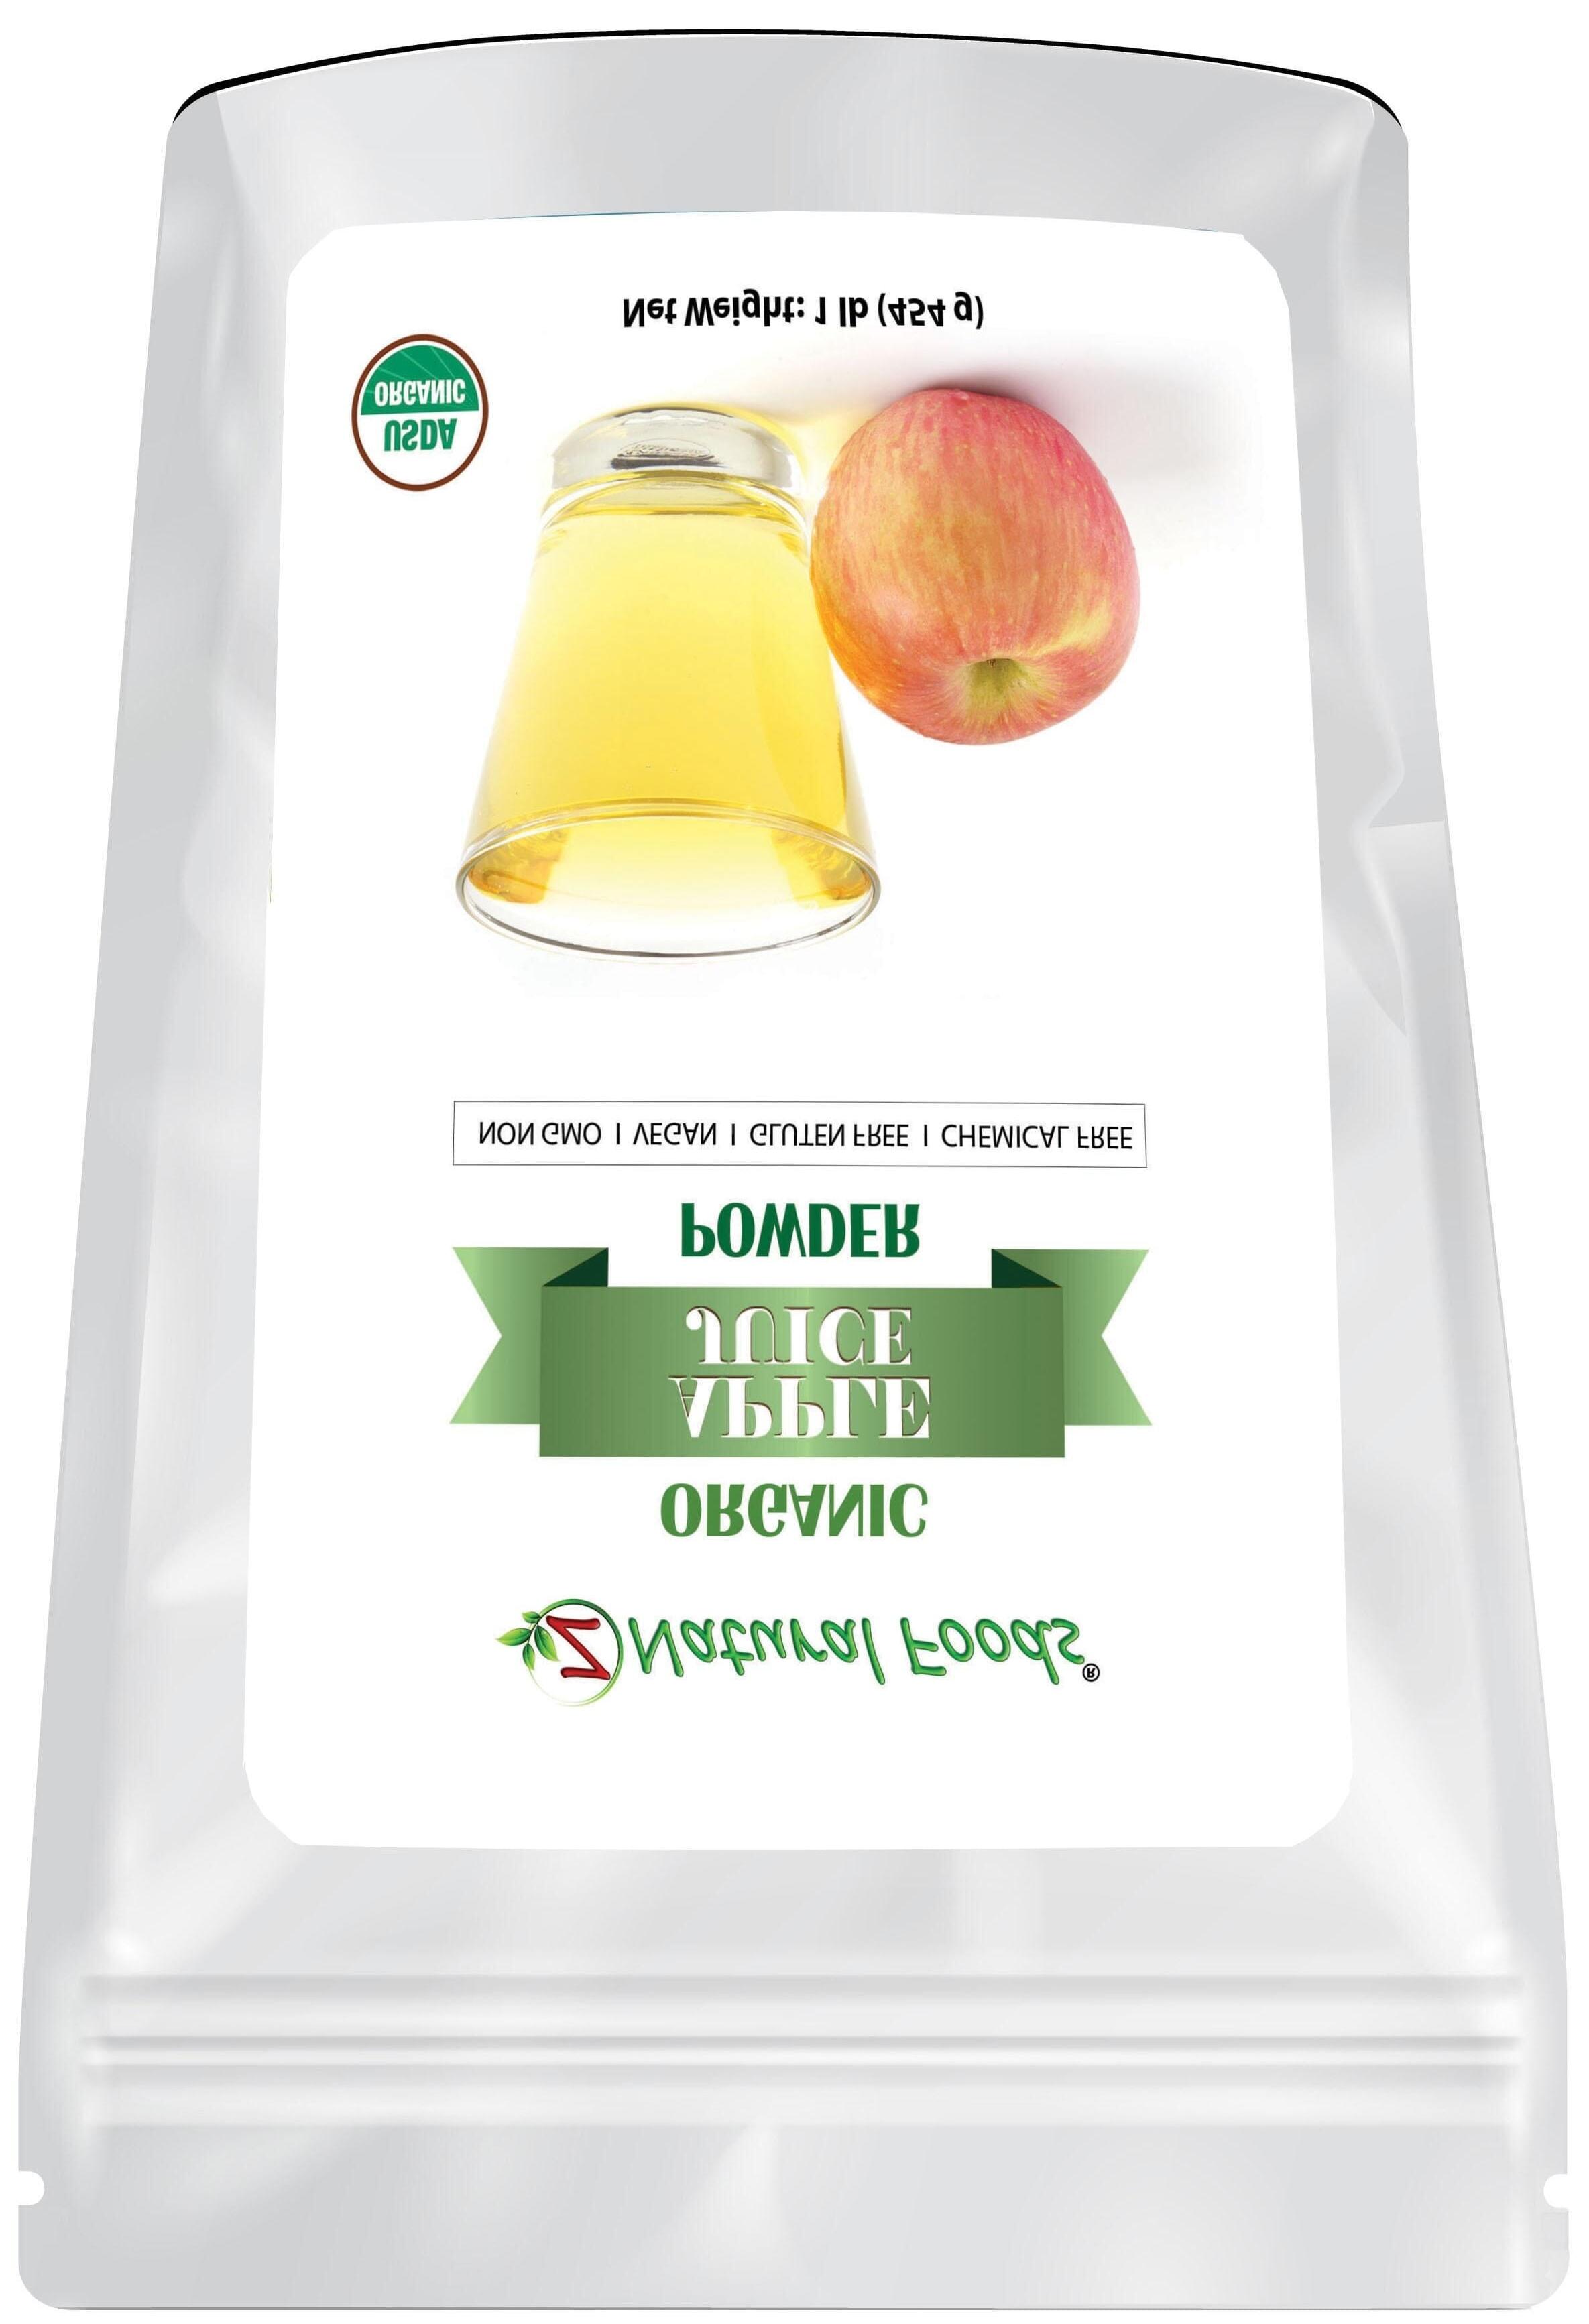 Z Natural Foods®
ORGANIC
APPLE
JUICE
POWDER
NON GMO I VEGAN I GLUTEN FREE I CHEMICAL FREE
USDA
ORGANIC
Net Weight: 1 lb (454 g)